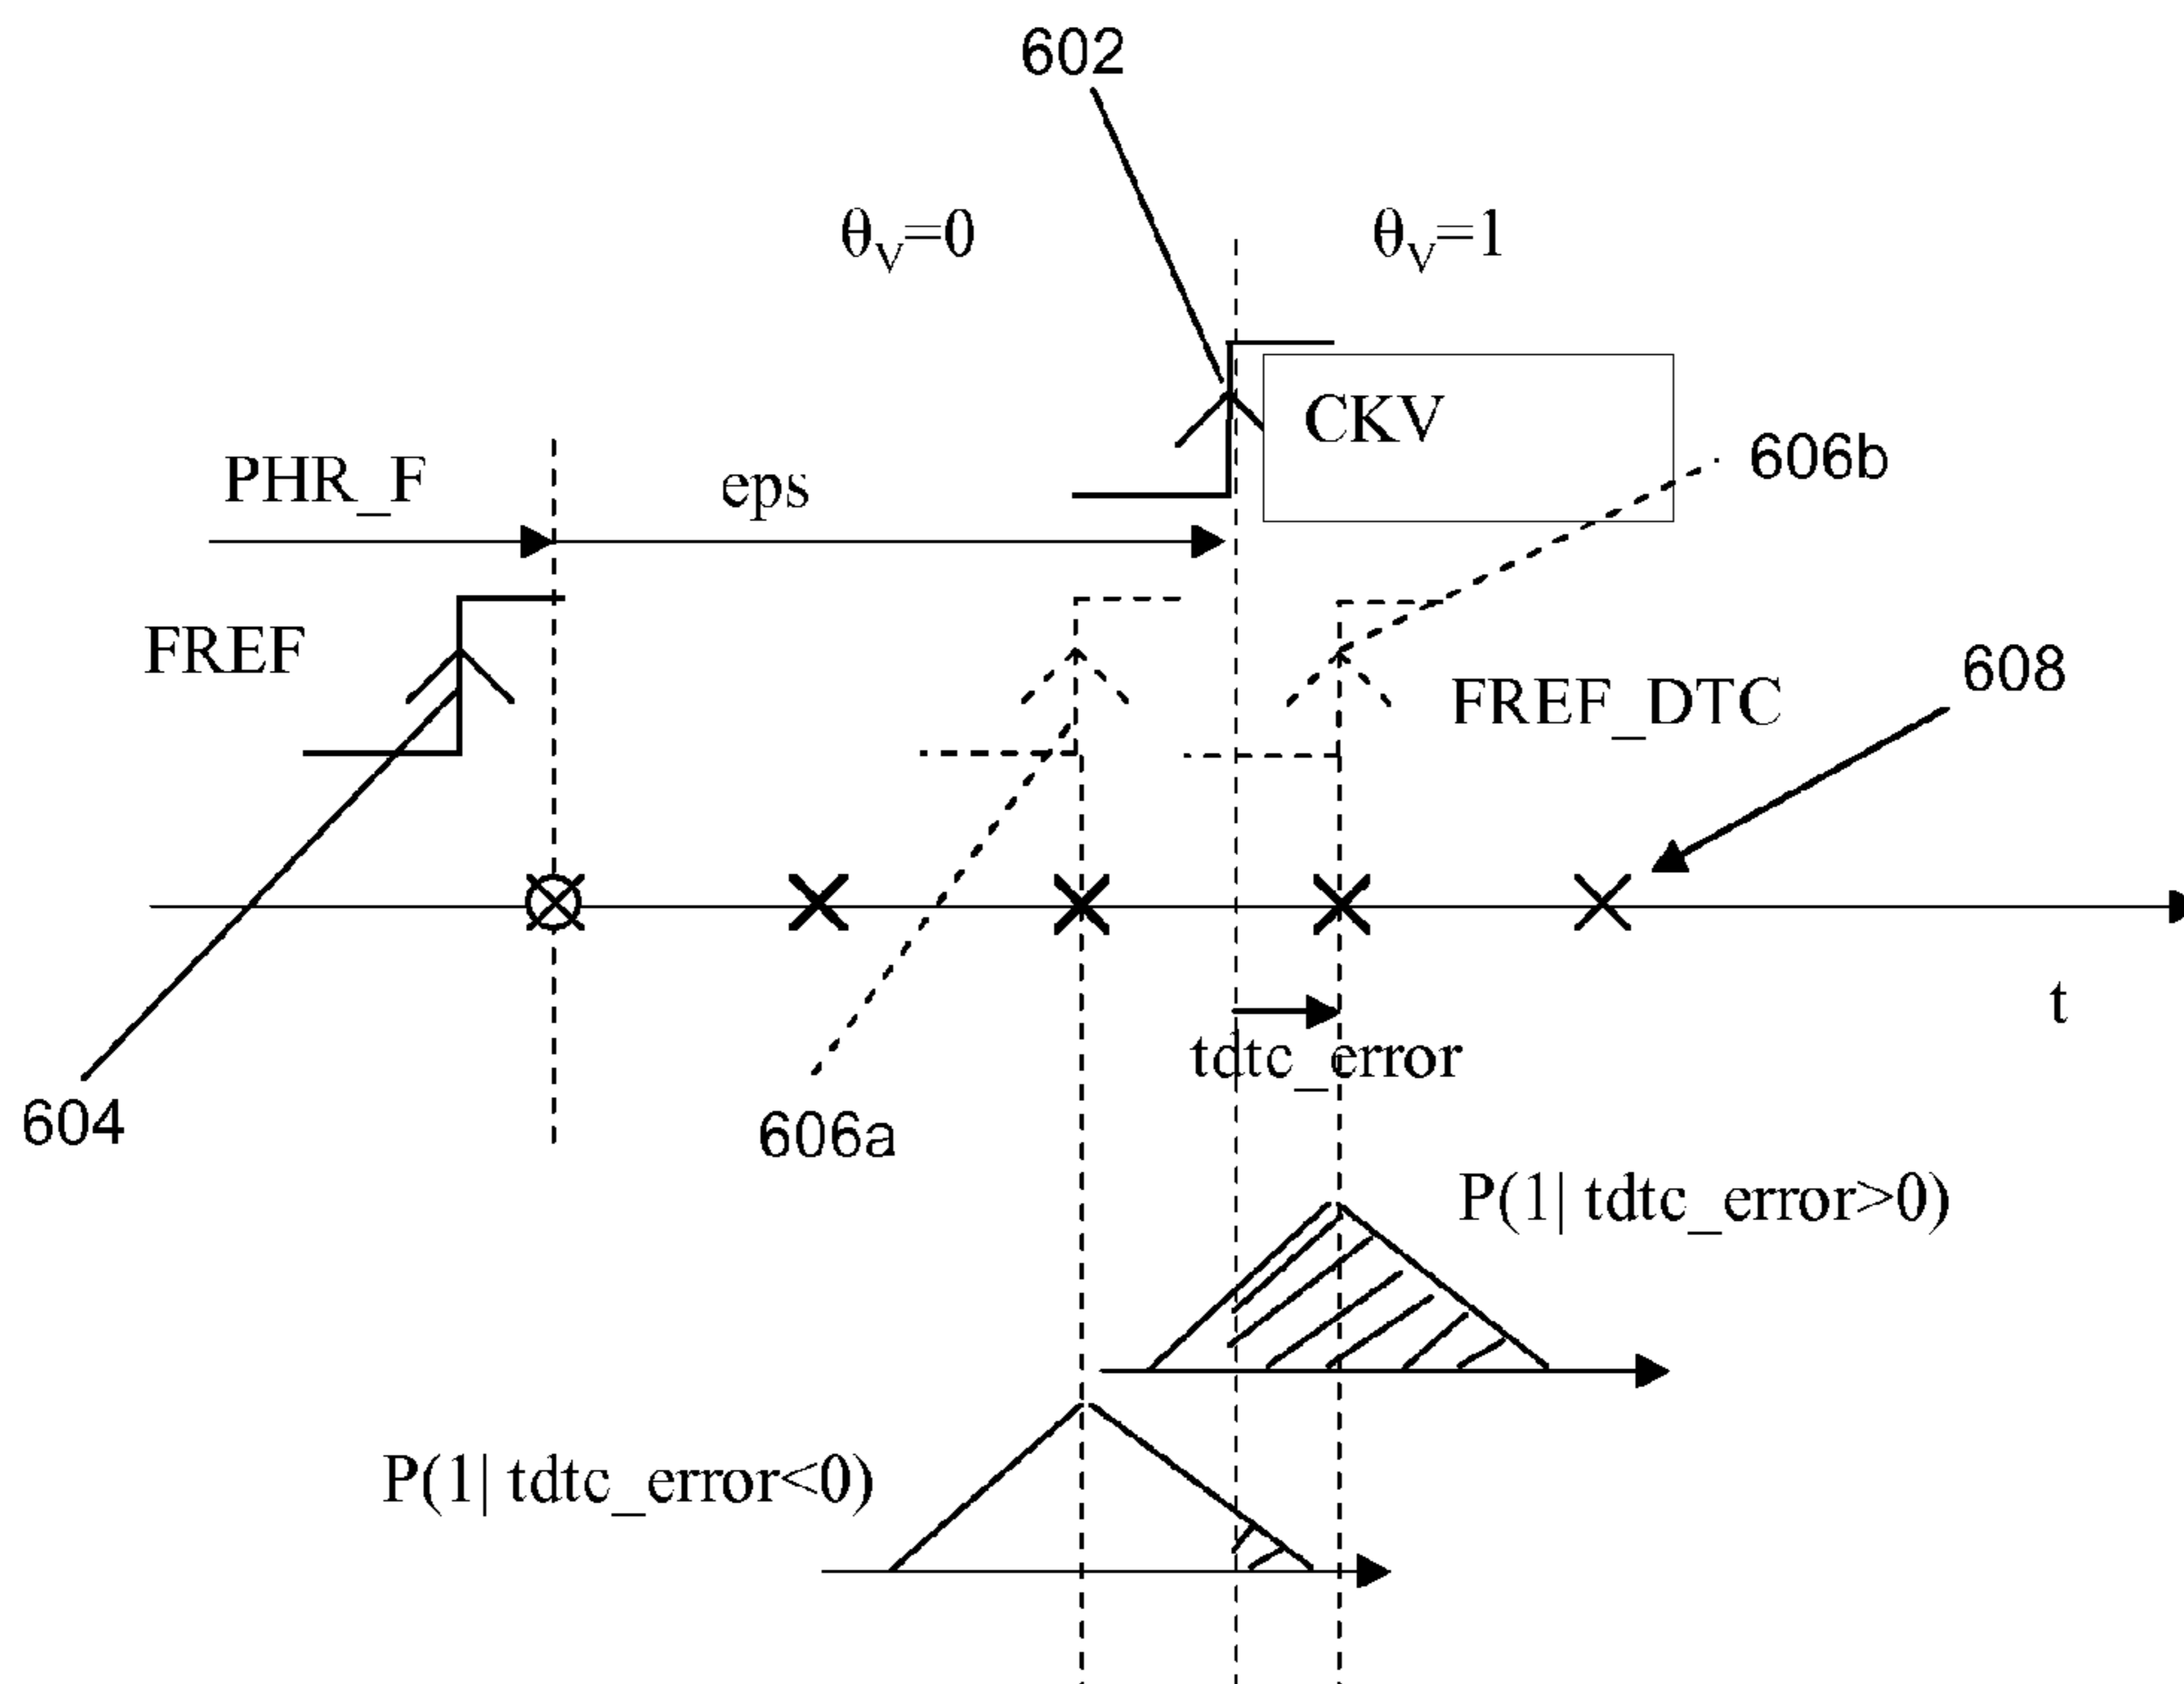 602
θV=0
θV=1
CKV
PHR_F
eps
606b
FREF
FREF_DTC
608
t
tdtc_error
604
606a
P(1| tdtc_error>0)
P(1| tdtc_error<0)